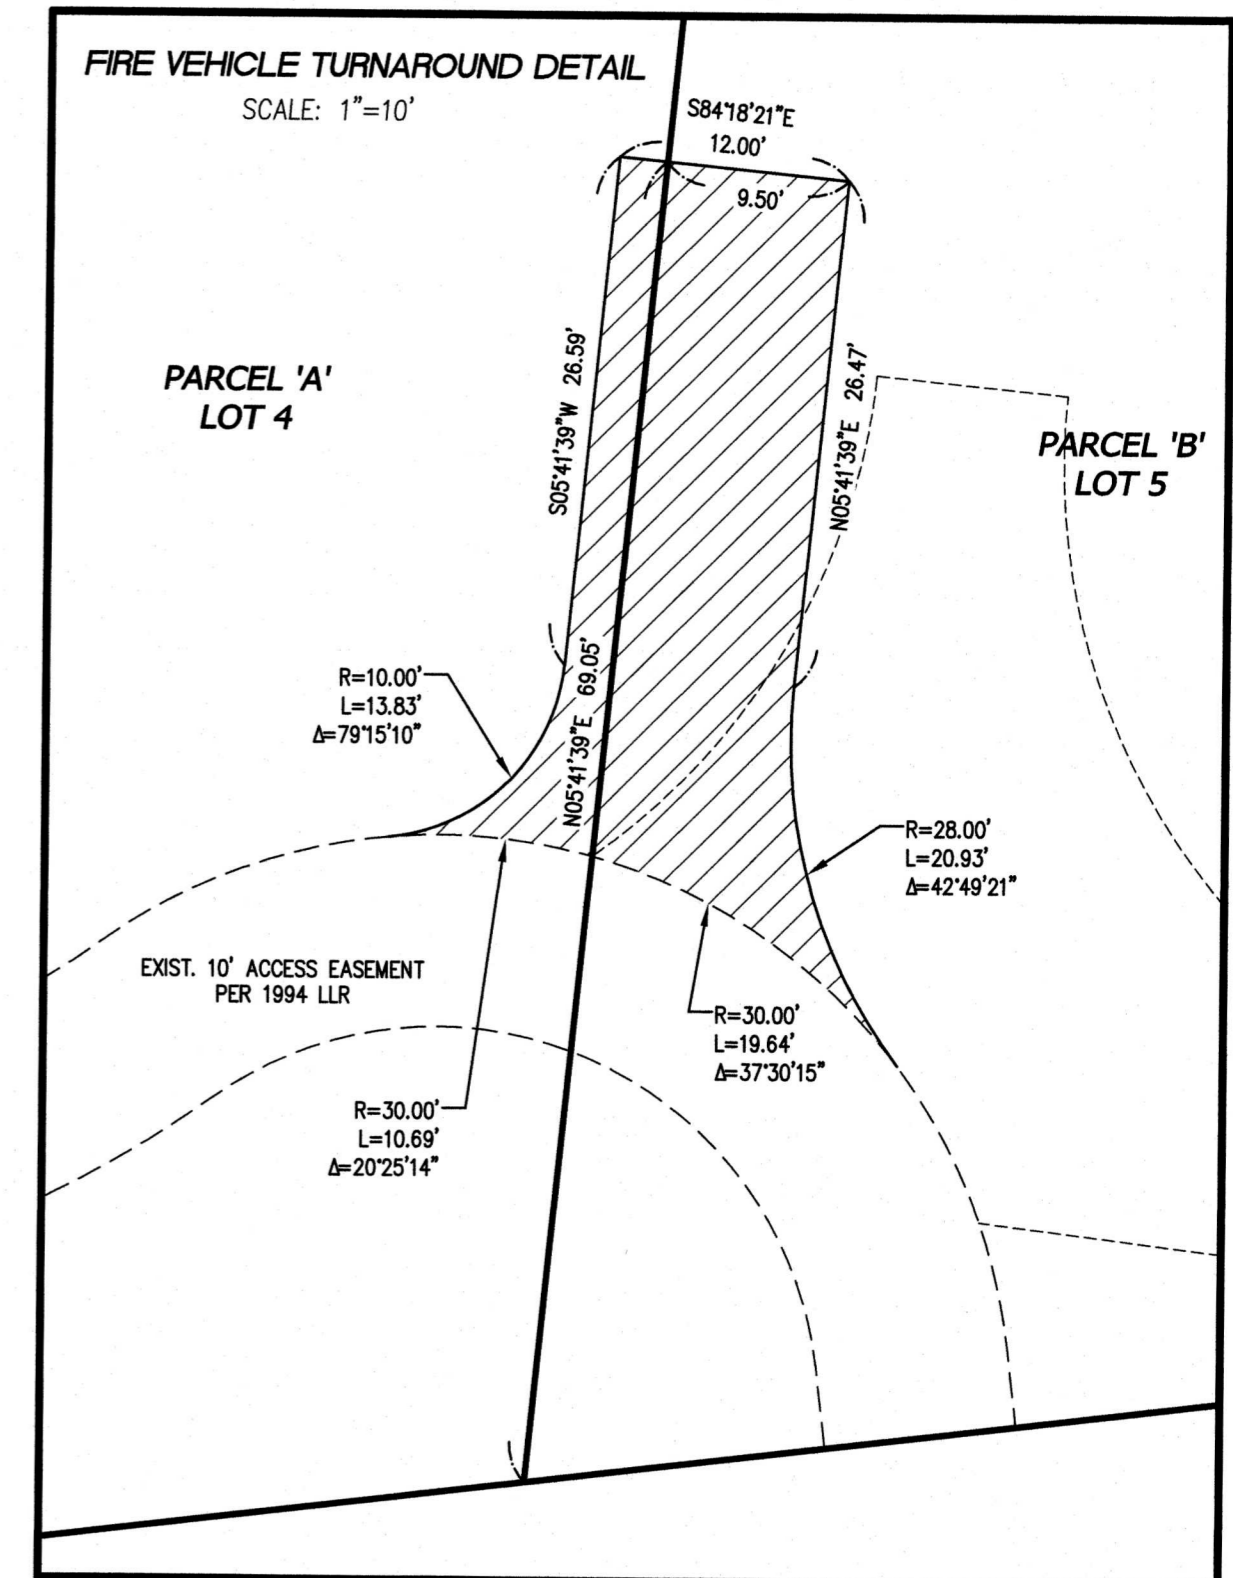 FIRE VEHICLE TURNAROUND DETAIL
SCALE: 1"=10'
S84°18'21"E
12.00'
9.50'
S05°41'39"W 26.59'
N05°41'39"E 26.47'
PARCEL 'A'
LOT 4
PARCEL 'B'
LOT 5
N05°41'39"E 69.05'
R=10.00'
L=13.83'
Δ=79°15'10"
R=28.00'
L=20.93'
Δ=42°49'21"
EXIST. 10' ACCESS EASEMENT
PER 1994 LLR
R=30.00'
L=19.64'
Δ=37°30'15"
R=30.00'
L=10.69'
Δ=20°25'14"